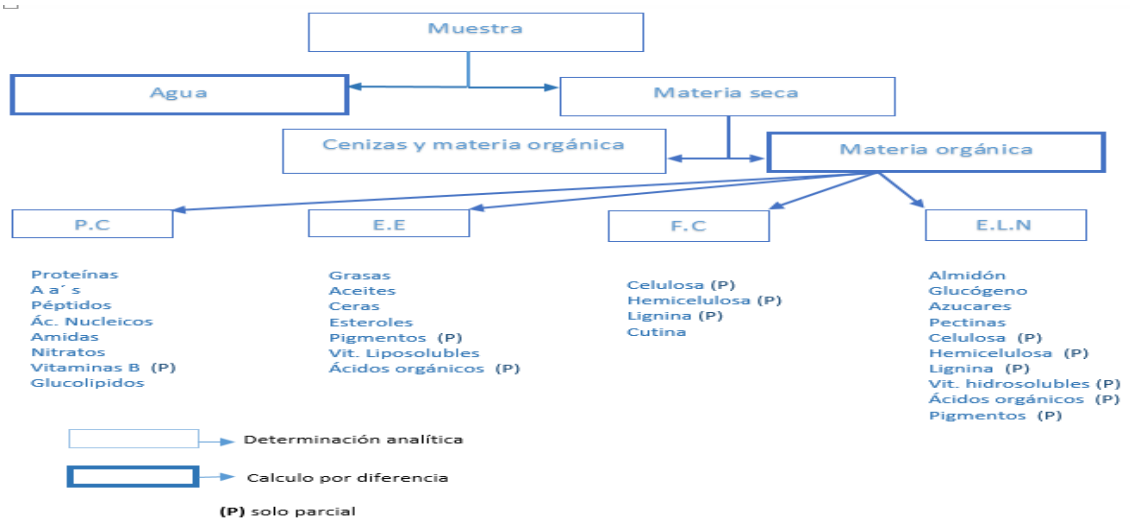 Muestra
Agua
Materia seca
Cenizas y materia orgánica
Materia orgánica
P.C
E.E
F.C
E.L.N
Proteínas
A a´ s
Péptidos
Ác. Nucleicos
Amidas
Nitratos
Vitaminas B (P)
Glucolipidos
Grasas
Aceites
Ceras
Esteroles
Pigmentos (P)
Vit. Liposolubles
Ácidos orgánicos (P)
Celulosa (P)
Hemicelulosa (P)
Lignina (P)
Cutina
Almidón
Glucógeno
Azucares
Pectinas
Celulosa (P)
Hemicelulosa (P)
Lignina (P)
Vit. hidrosolubles (P)
Ácidos orgánicos (P)
Pigmentos (P)
Determinación analítica
Calculo por diferencia
(P) solo parcial